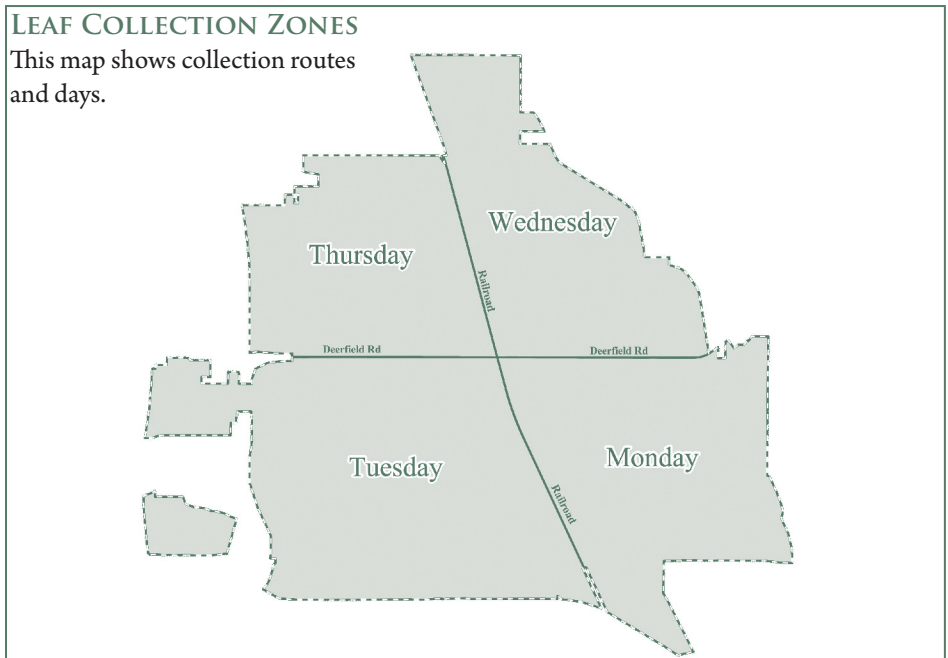 LEAF COLLECTION ZONES
This map shows collection routes
and days.
Wednesday
Thursday
Railroad
Deerfield Rd
Deerfield Rd
Tuesday
Monday
Railroad